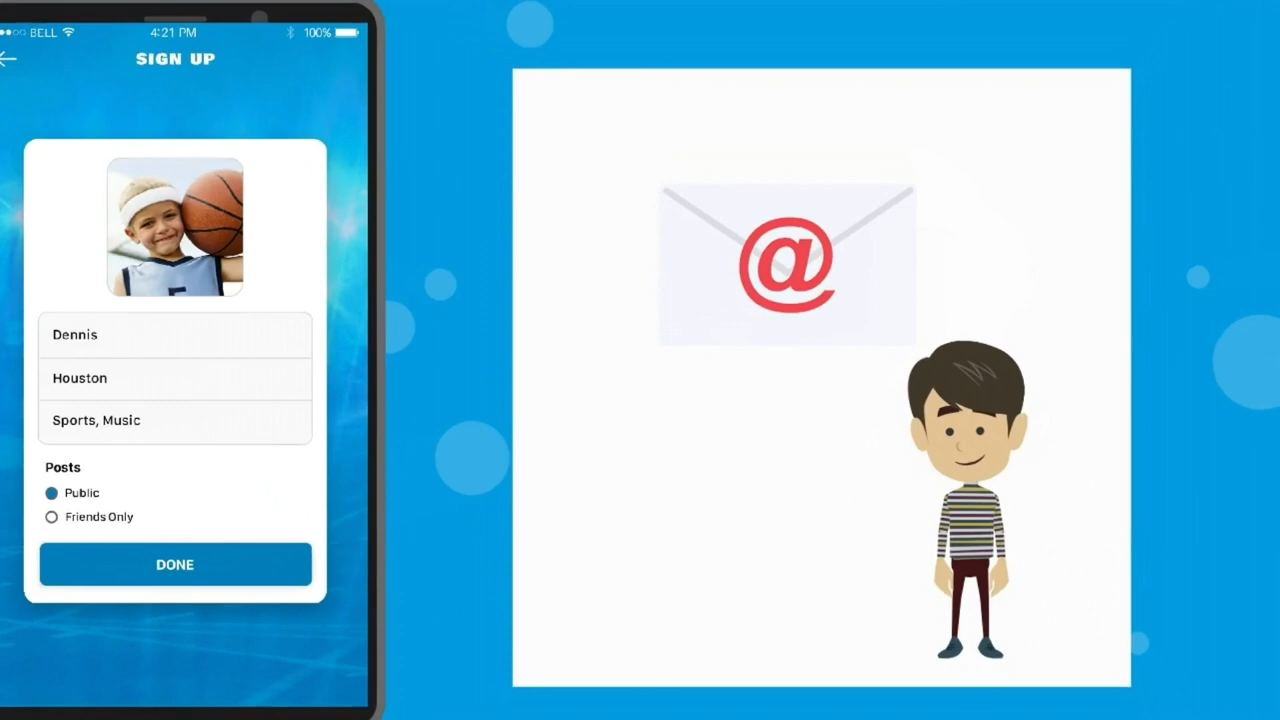 BELL 4:21 PM 100%
SIGN UP
Dennis
Houston
Sports, Music
Posts
Public
Friends Only
DONE
@